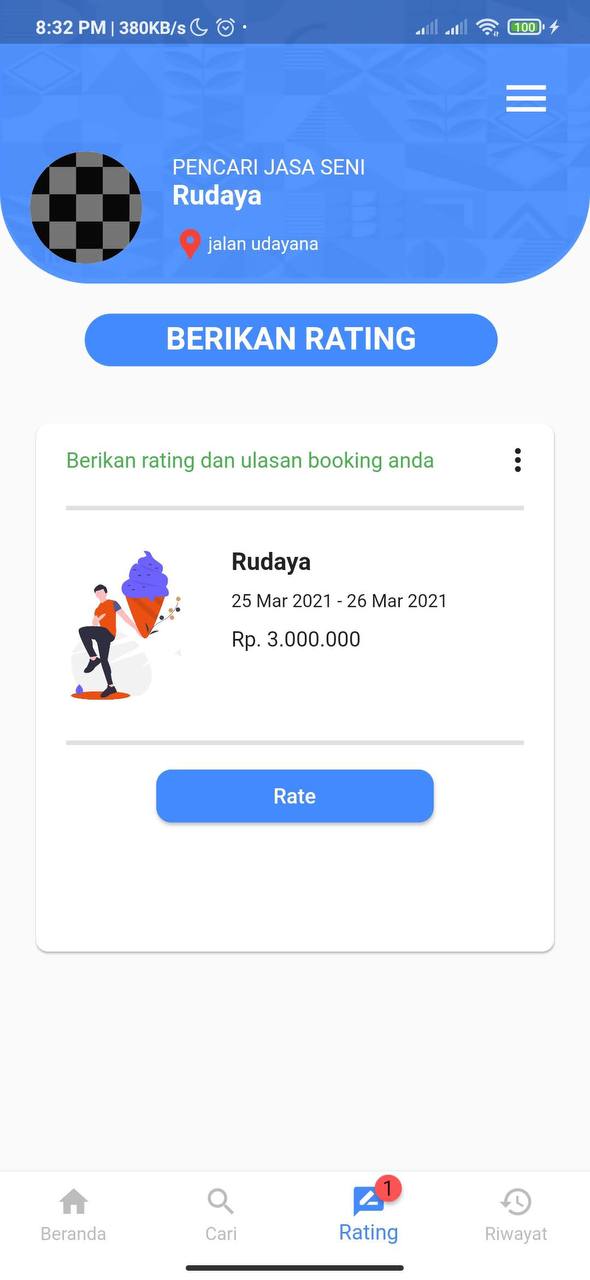 8:32 PM | 380KB/s
100
PENCARI JASA SENI
Rudaya
jalan udayana
BERIKAN RATING
Berikan rating dan ulasan booking anda
Rudaya
25 Mar 2021 - 26 Mar 2021
Rp. 3.000.000
Rate
1
Beranda
Cari
Rating
Riwayat